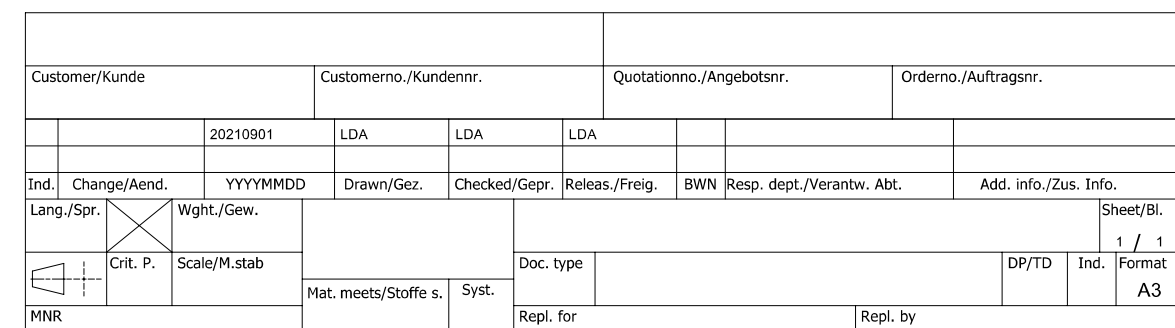 Customer/Kunde Customerno./Kundennr. Quotationno./Angebotsnr. Orderno./Auftragsnr.
20210901 LDA LDA LDA
Ind. Change/Aend. YYYYMMDD Drawn/Gez. Checked/Gepr. Releas./Freig. BWN Resp. dept./Verantw. Abt. Add. info./Zus. Info.
Lang./Spr. Wght./Gew. Sheet/Bl.
1 / 1
Crit. P. Scale/M.stab Doc. type DP/TD Ind. Format
Mat. meets/Stoffe s. Syst. A3
MNR Repl. for Repl. by